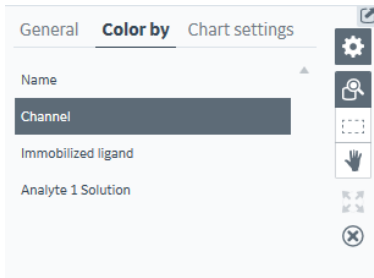 General Color by Chart settings
Name
Channel
Immobilized ligand
Analyte 1 Solution